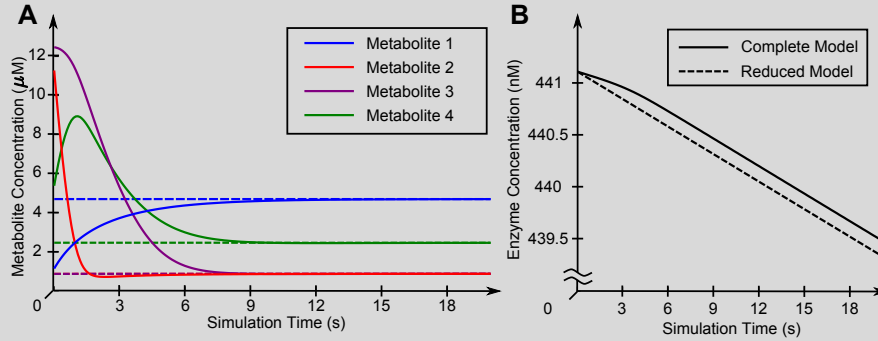 A
Metabolite Concentration (μM)
12
10
8
6
4
2
0
3
6
9
12
15
18
Simulation Time (s)
Metabolite 1
Metabolite 2
Metabolite 3
Metabolite 4
B
Enzyme Concentration (nM)
441
440.5
440
439.5
0
3
6
9
12
15
18
Simulation Time (s)
Complete Model
Reduced Model